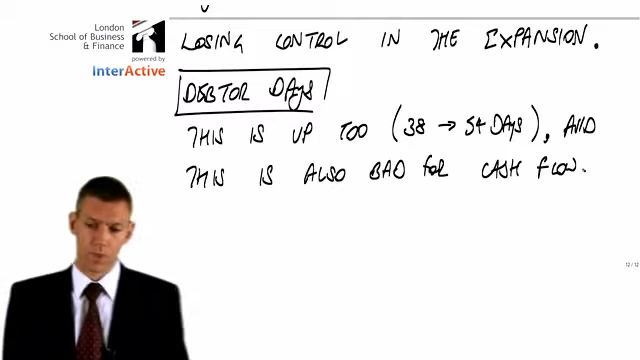 London
School of Business
& Finance
powered by
InterActive
LOSING CONTROL IN THE EXPANSION.
DEBTOR DAYS
THIS IS UP TOO (38 → 54 DAYS), AND
THIS IS ALSO BAD FOR CASH FLOW.
12 / 12